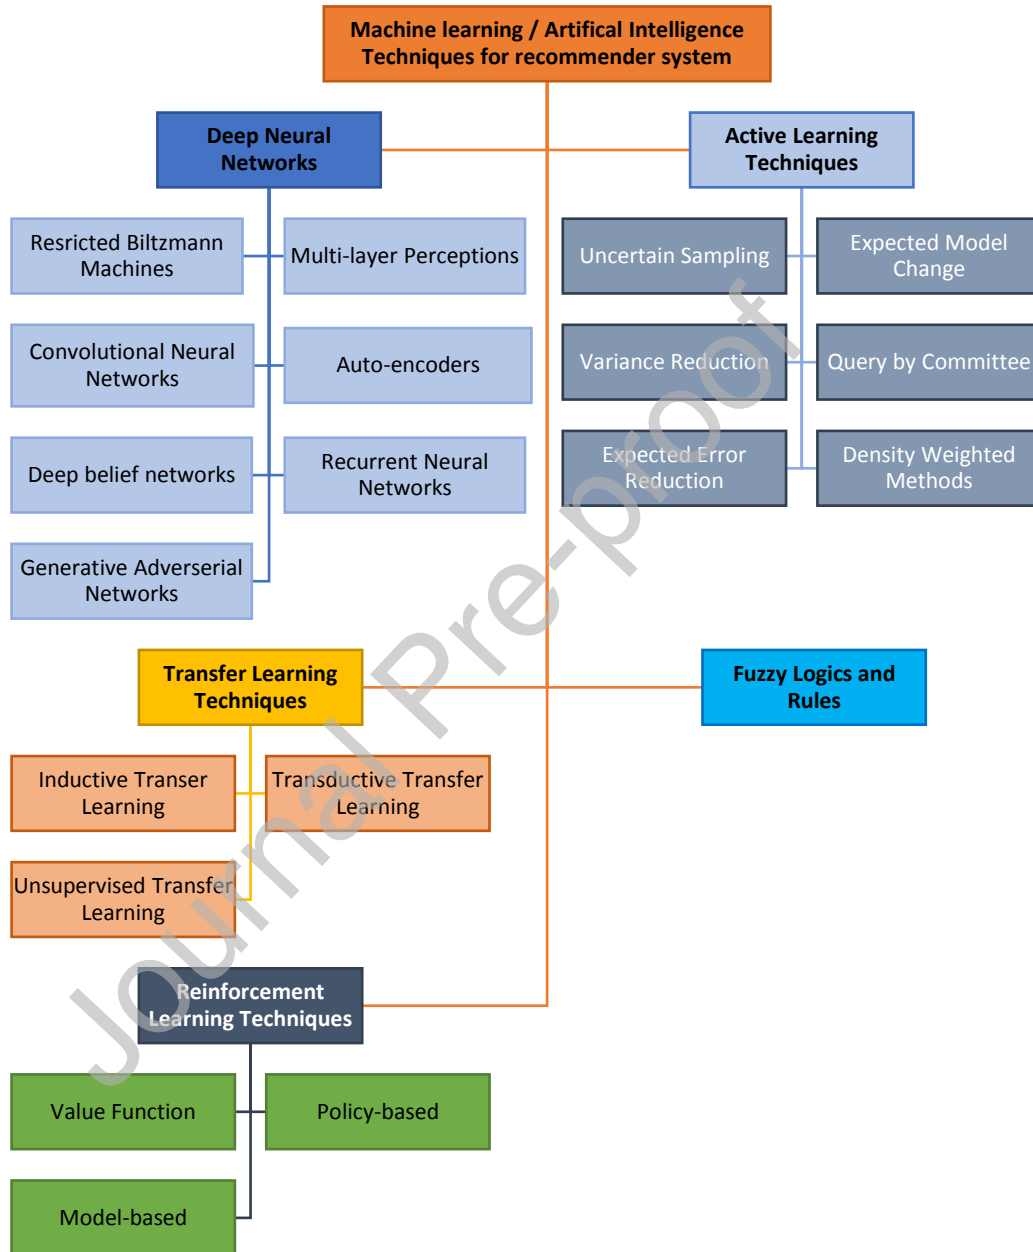 Machine learning / Artifical Intelligence
Techniques for recommender system
Deep Neural
Networks
Active Learning
Techniques
Resricted Biltzmann
Machines
Multi-layer Perceptions
Uncertain Sampling
Expected Model
Change
Convolutional Neural
Networks
Auto-encoders
Variance Reduction
Query by Committee
Deep belief networks
Recurrent Neural
Networks
Expected Error
Reduction
Density Weighted
Methods
Generative Adverserial
Networks
Transfer Learning
Techniques
Fuzzy Logics and
Rules
Inductive Transer
Learning
Transductive Transfer
Learning
Unsupervised Transfer
Learning
Reinforcement
Learning Techniques
Value Function
Policy-based
Model-based
Journal Pre-proof